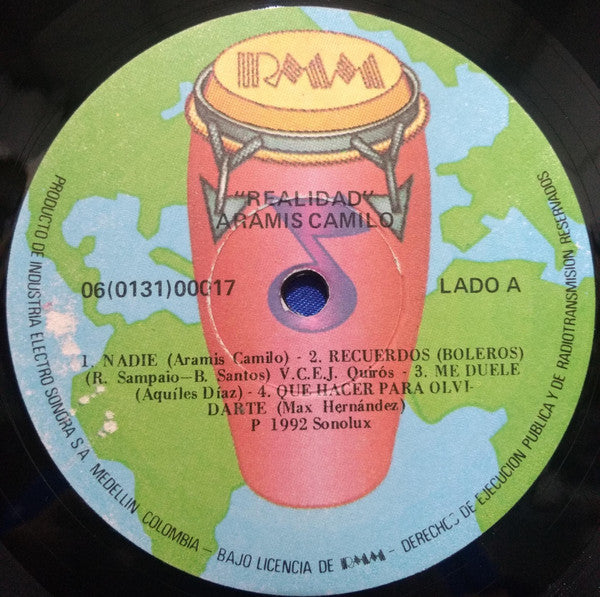 RMM
"REALIDAD"
ARAMIS CAMILO
06(0131)00017
LADO A
1. NADIE (Aramis Camilo) - 2. RECUERDOS (BOLEROS)
(R. Sampaio—B. Santos) V.C.E.J. Quirós - 3. ME DUELE
(Aquíles Díaz) - 4. QUE HACER PARA OLVI-
DARTE (Max Hernández)
P 1992 Sonolux
PRODUCTO DE INDUSTRIA ELECTRO SONORA S A MEDELLIN COLOMBIA — BAJO LICENCIA DE RMM - DERECHOS DE EJECUCION PUBLICA Y DE RADIOTRANSMISION RESERVADOS